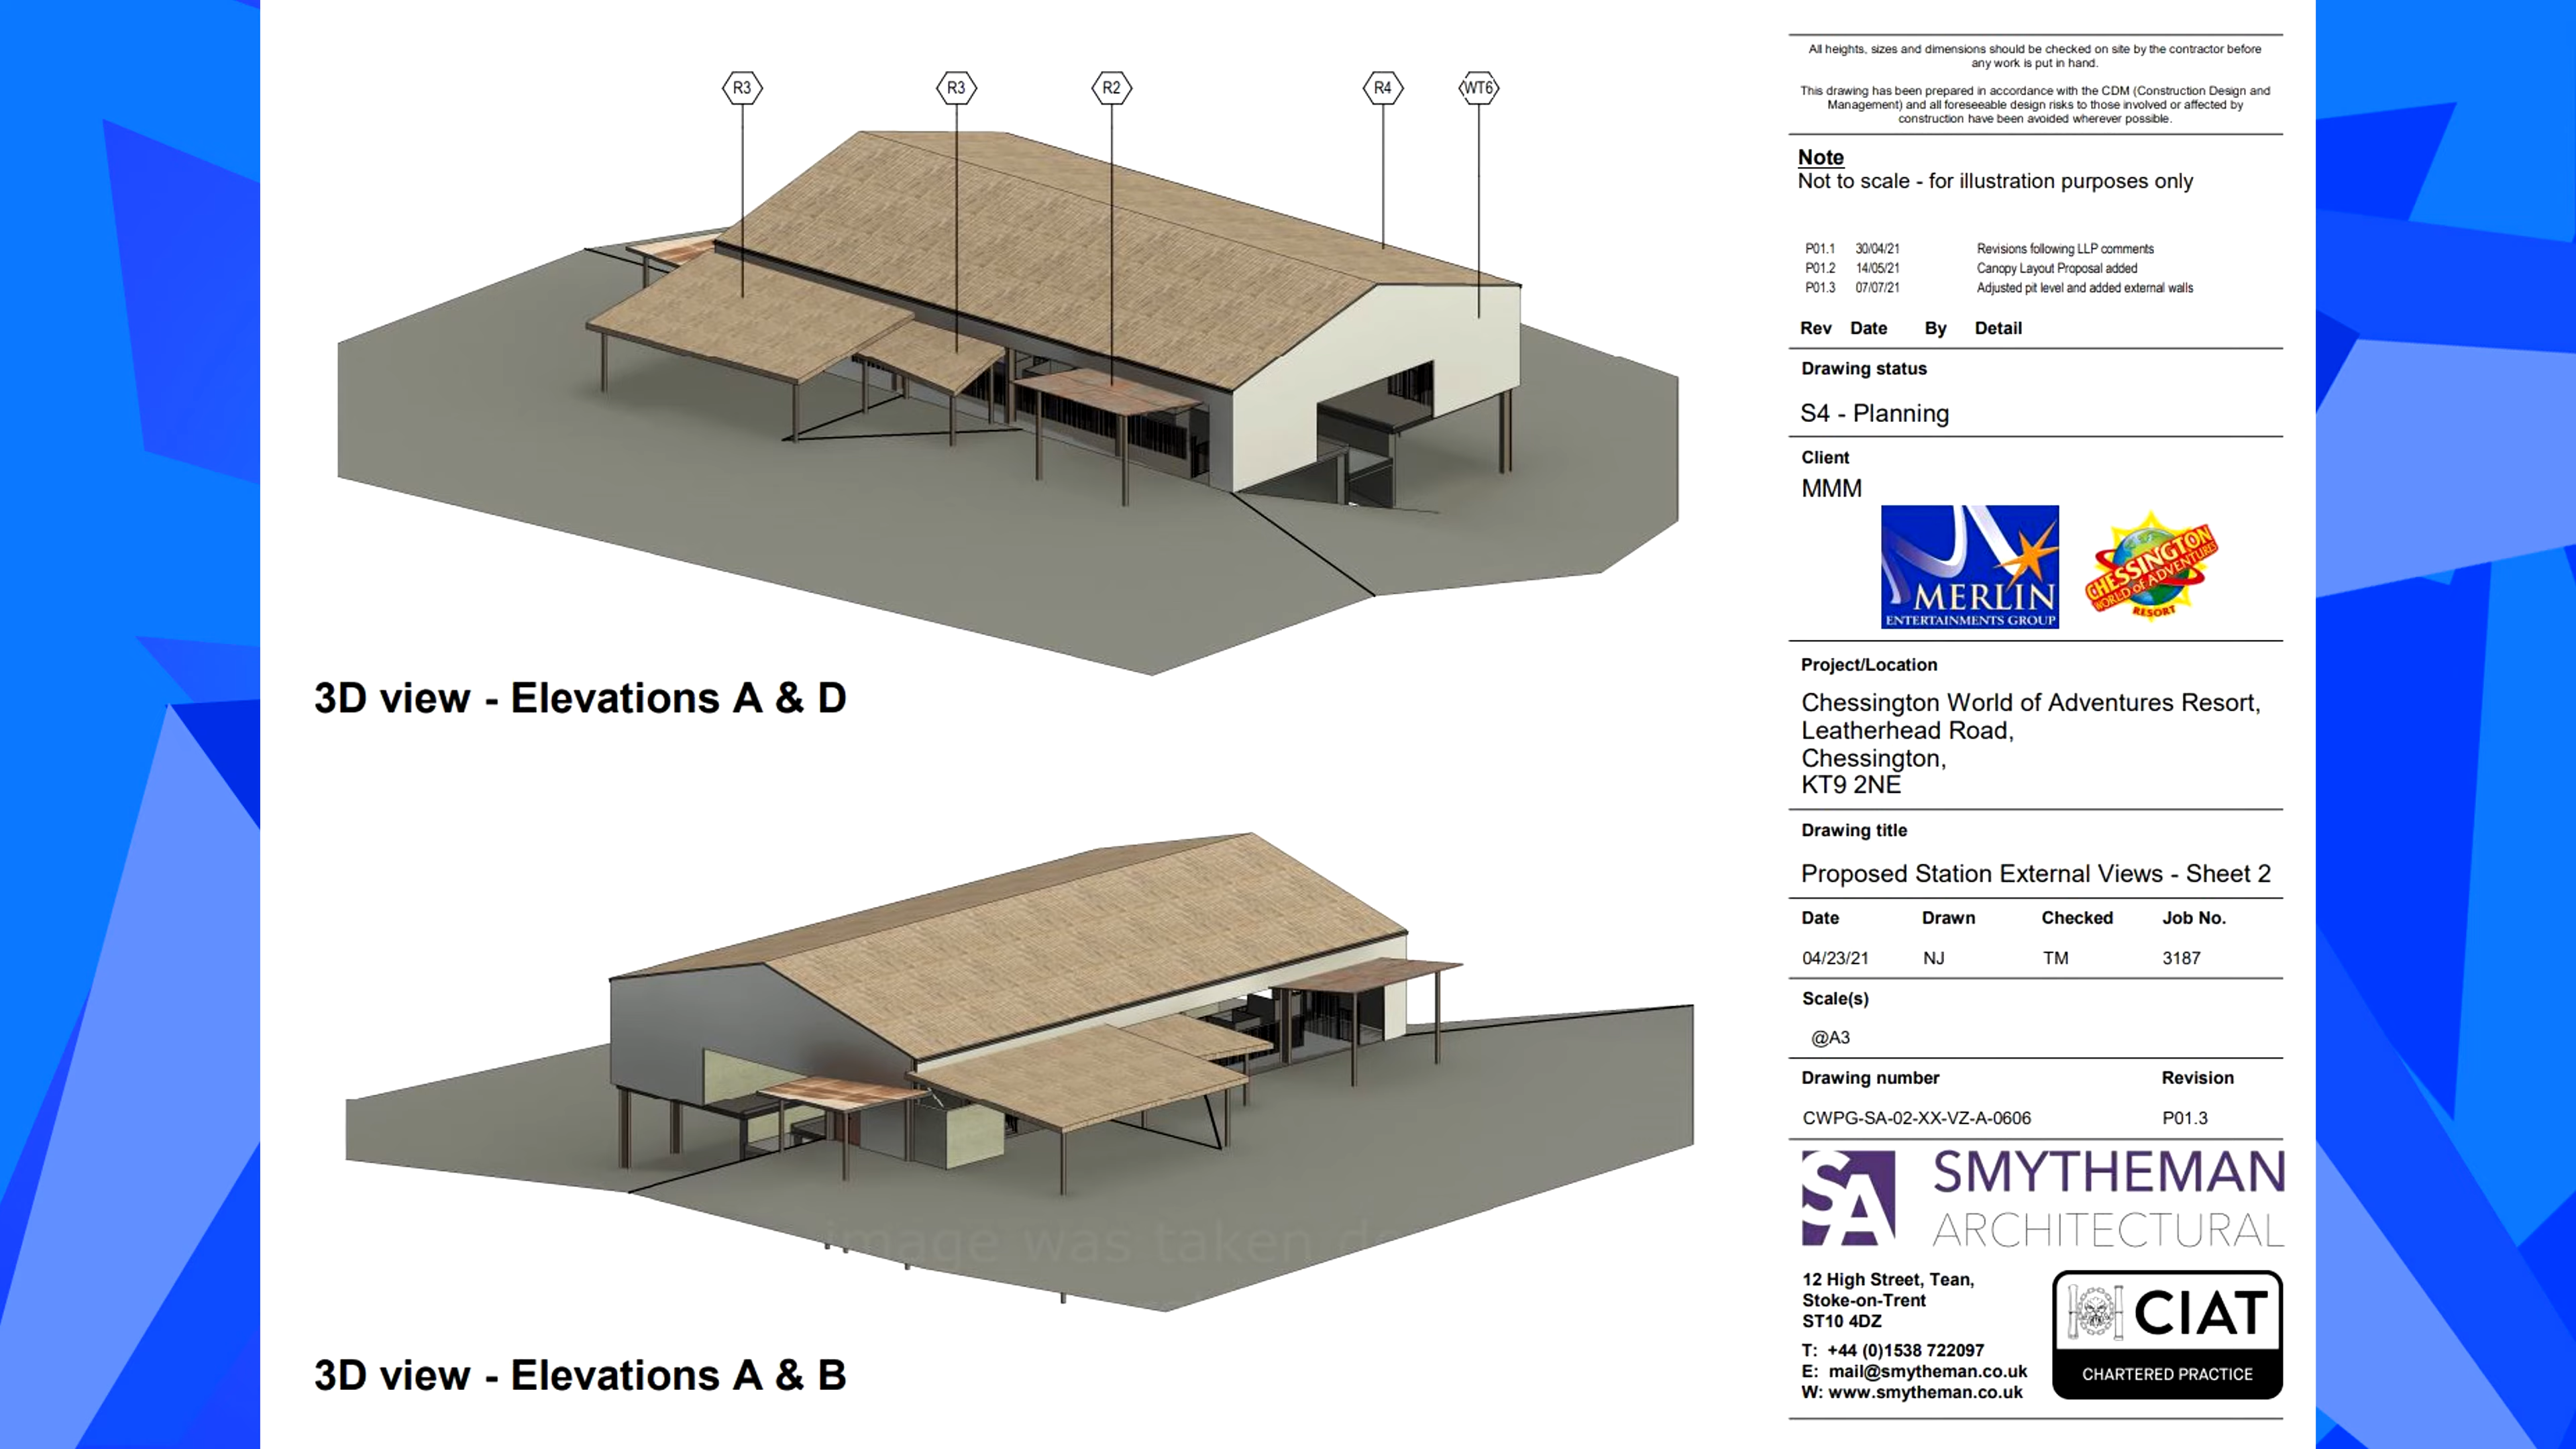 R3
R3
R2
R4
WT6
3D view - Elevations A & D
3D view - Elevations A & B
image was taken
All heights, sizes and dimensions should be checked on site by the contractor before
any work is put in hand.
This drawing has been prepared in accordance with the CDM (Construction Design and
Management) and all foreseeable design risks to those involved or affected by
construction have been avoided wherever possible.
Note
Not to scale - for illustration purposes only
P01.1 30/04/21 Revisions following LLP comments
P01.2 14/05/21 Canopy Layout Proposal added
P01.3 07/07/21 Adjusted pit level and added external walls
Rev Date By Detail
Drawing status
S4 - Planning
Client
MMM
MERLIN
ENTERTAINMENTS GROUP
CHESSINGTON
WORLD OF ADVENTURES
RESORT
Project/Location
Chessington World of Adventures Resort,
Leatherhead Road,
Chessington,
KT9 2NE
Drawing title
Proposed Station External Views - Sheet 2
Date Drawn Checked Job No.
04/23/21 NJ TM 3187
Scale(s)
@A3
Drawing number Revision
CWPG-SA-02-XX-VZ-A-0606 P01.3
SA
SMYTHEMAN
ARCHITECTURAL
12 High Street, Tean,
Stoke-on-Trent
ST10 4DZ
T: +44 (0)1538 722097
E: mail@smytheman.co.uk
W: www.smytheman.co.uk
CIAT
CHARTERED PRACTICE